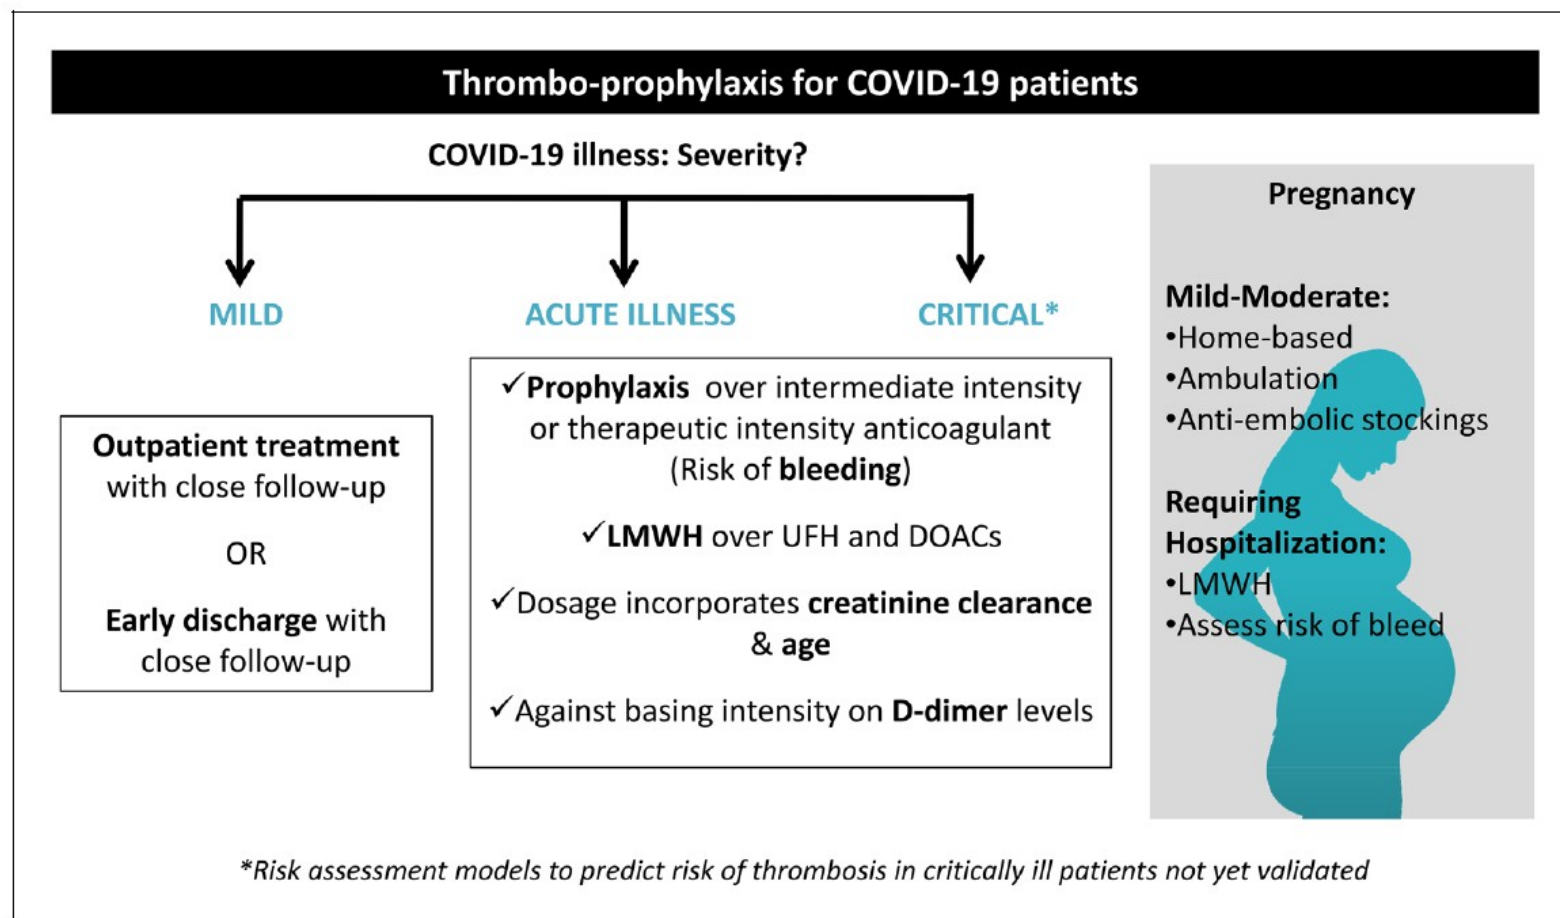 Thrombo-prophylaxis for COVID-19 patients
COVID-19 illness: Severity?
MILD
Outpatient treatment
with close follow-up
OR
Early discharge with
close follow-up
ACUTE ILLNESS
CRITICAL*
✓Prophylaxis over intermediate intensity
or therapeutic intensity anticoagulant
(Risk of bleeding)
✓LMWH over UFH and DOACs
✓Dosage incorporates creatinine clearance
& age
✓Against basing intensity on D-dimer levels
Pregnancy
Mild-Moderate:
•Home-based
•Ambulation
•Anti-embolic stockings
Requiring
Hospitalization:
•LMWH
•Assess risk of bleed
*Risk assessment models to predict risk of thrombosis in critically ill patients not yet validated